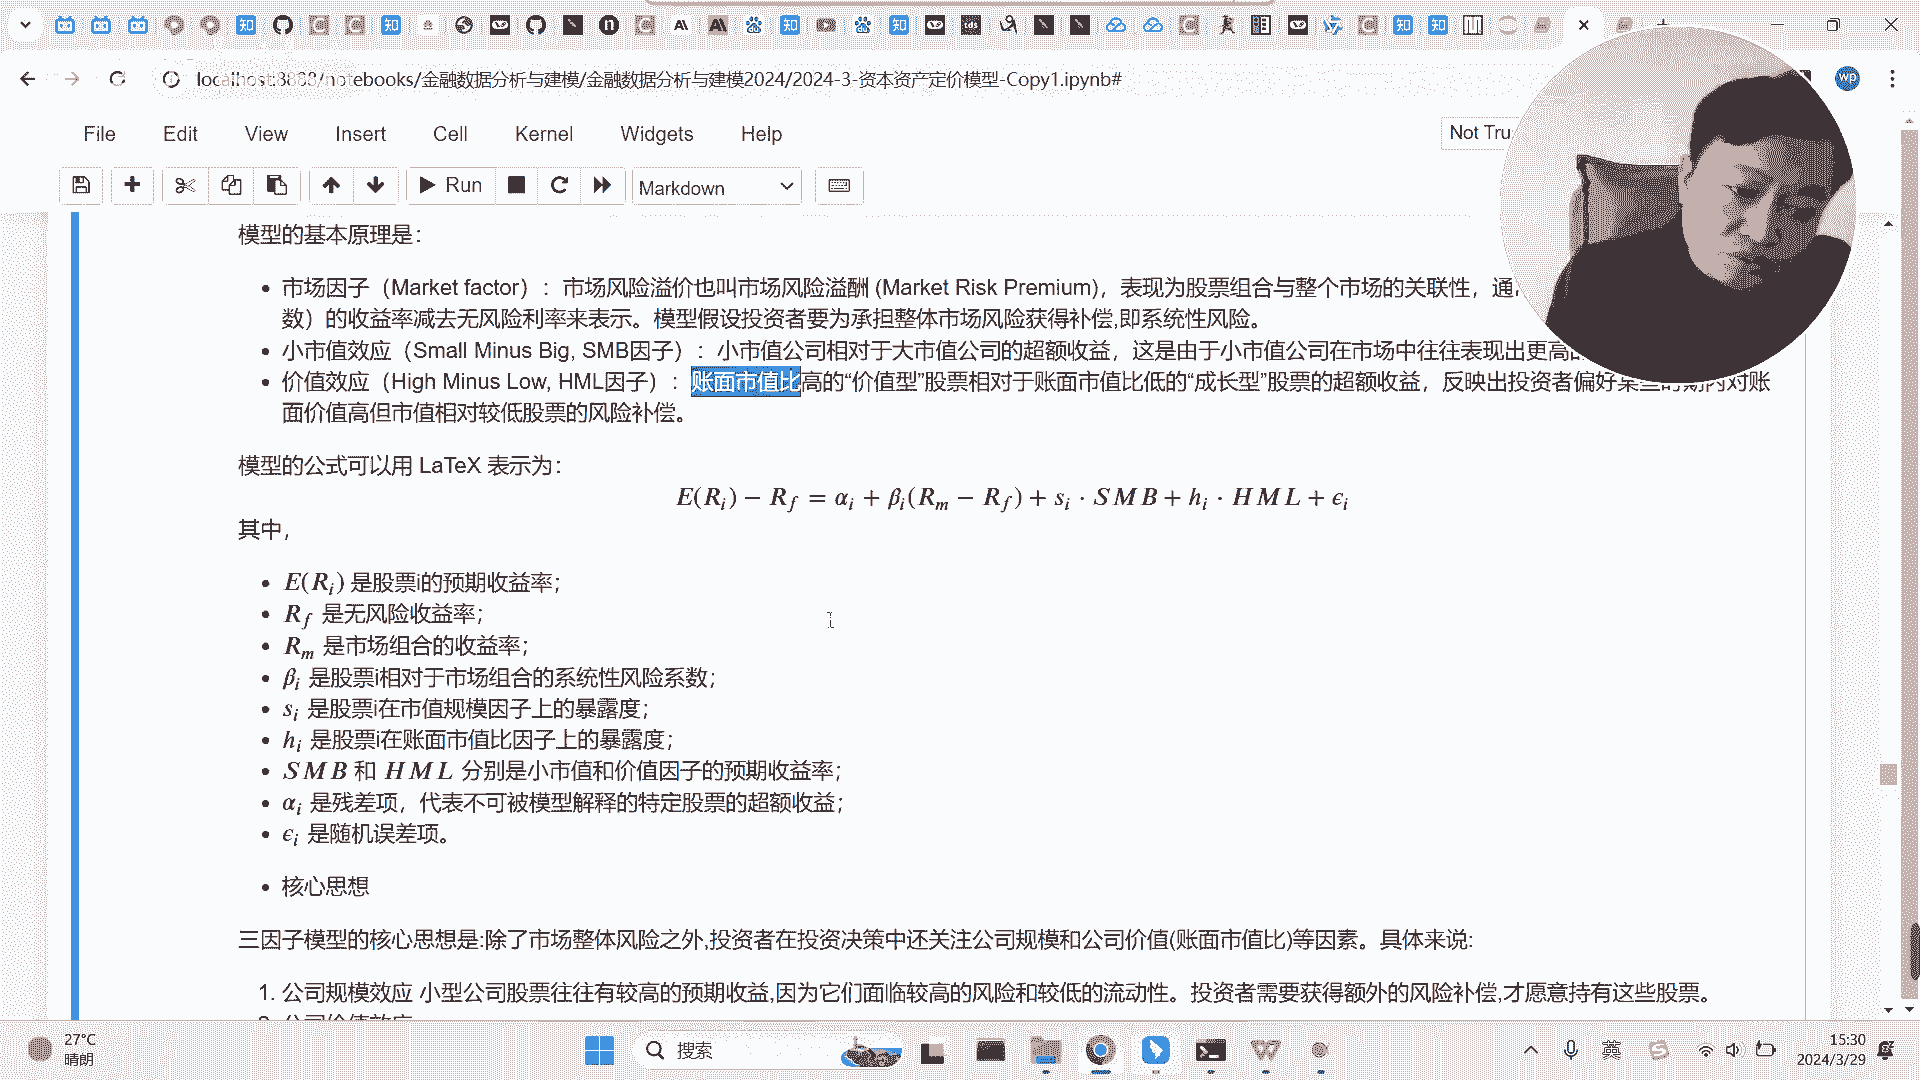 localhost:8888/notebooks/金融数据分析与建模/金融数据分析与建模2024/2024-3-资本资产定价模型-Copy1.ipynb#
wp
File Edit View Insert Cell Kernel Widgets Help
Not Tru
Run
Markdown
模型的基本原理是：
• 市场因子（Market factor）：市场风险溢价也叫市场风险溢酬 (Market Risk Premium)，表现为股票组合与整个市场的关联性，通
数）的收益率减去无风险利率来表示。模型假设投资者要为承担整体市场风险获得补偿,即系统性风险。
• 小市值效应（Small Minus Big, SMB因子）：小市值公司相对于大市值公司的超额收益，这是由于小市值公司在市场中往往表现出更高的
• 价值效应（High Minus Low, HML因子）：账面市值比高的“价值型”股票相对于账面市值比低的“成长型”股票的超额收益，反映出投资者偏好某些时期内对账
面价值高但市值相对较低股票的风险补偿。
模型的公式可以用 LaTeX 表示为：
E(R_i) − R_f = α_i + β_i(R_m − R_f) + s_i · SMB + h_i · HML + ϵ_i
其中，
• E(R_i) 是股票i的预期收益率；
• R_f 是无风险收益率；
• R_m 是市场组合的收益率；
• β_i 是股票i相对于市场组合的系统性风险系数；
• s_i 是股票i在市值规模因子上的暴露度；
• h_i 是股票i在账面市值比因子上的暴露度；
• SMB 和 HML 分别是小市值和价值因子的预期收益率；
• α_i 是残差项，代表不可被模型解释的特定股票的超额收益；
• ϵ_i 是随机误差项。
• 核心思想
三因子模型的核心思想是:除了市场整体风险之外,投资者在投资决策中还关注公司规模和公司价值(账面市值比)等因素。具体来说:
1. 公司规模效应 小型公司股票往往有较高的预期收益,因为它们面临较高的风险和较低的流动性。投资者需要获得额外的风险补偿,才愿意持有这些股票。
2. 公司价值效应
27°C
晴朗
搜索
英
15:30
2024/3/29